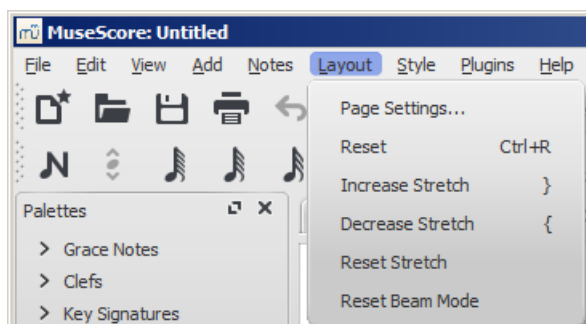 MuseScore: Untitled
File Edit View Add Notes Layout Style Plugins Help
Page Settings...
Reset Ctrl+R
Increase Stretch }
Decrease Stretch {
Reset Stretch
Reset Beam Mode
Palettes
Grace Notes
Clefs
Key Signatures